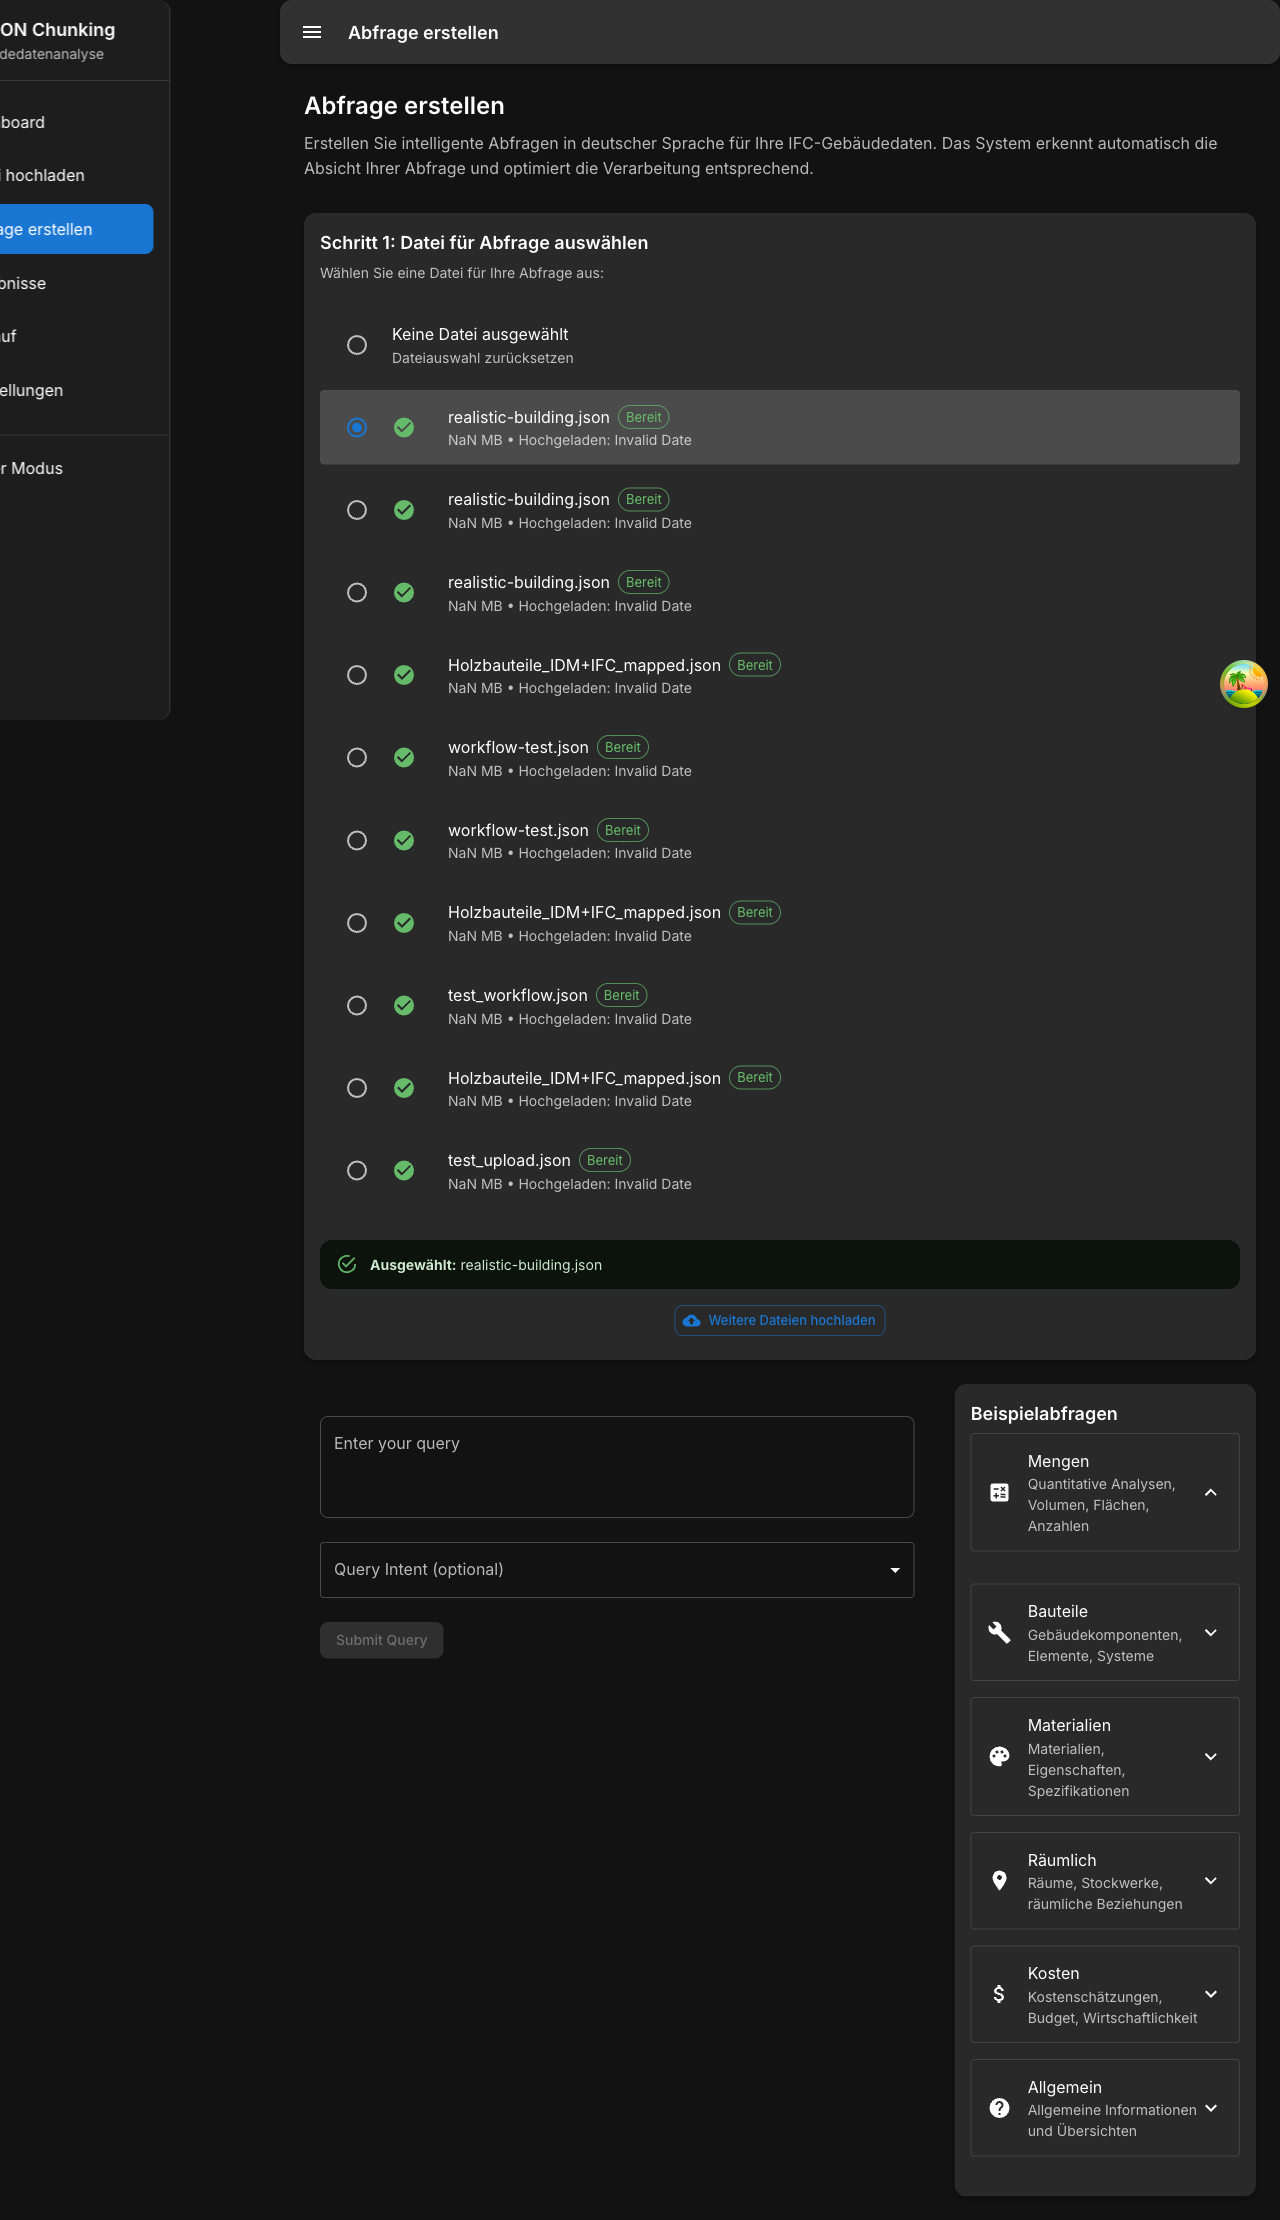 ON Chunking
dedatenanalyse
board
i hochladen
age erstellen
bnisse
uf
ellungen
r Modus
Abfrage erstellen
Abfrage erstellen
Erstellen Sie intelligente Abfragen in deutscher Sprache für Ihre IFC-Gebäudedaten. Das System erkennt automatisch die
Absicht Ihrer Abfrage und optimiert die Verarbeitung entsprechend.
Schritt 1: Datei für Abfrage auswählen
Wählen Sie eine Datei für Ihre Abfrage aus:
Keine Datei ausgewählt
Dateiauswahl zurücksetzen
realistic-building.json Bereit
NaN MB • Hochgeladen: Invalid Date
realistic-building.json Bereit
NaN MB • Hochgeladen: Invalid Date
realistic-building.json Bereit
NaN MB • Hochgeladen: Invalid Date
Holzbauteile_IDM+IFC_mapped.json Bereit
NaN MB • Hochgeladen: Invalid Date
workflow-test.json Bereit
NaN MB • Hochgeladen: Invalid Date
workflow-test.json Bereit
NaN MB • Hochgeladen: Invalid Date
Holzbauteile_IDM+IFC_mapped.json Bereit
NaN MB • Hochgeladen: Invalid Date
test_workflow.json Bereit
NaN MB • Hochgeladen: Invalid Date
Holzbauteile_IDM+IFC_mapped.json Bereit
NaN MB • Hochgeladen: Invalid Date
test_upload.json Bereit
NaN MB • Hochgeladen: Invalid Date
Ausgewählt: realistic-building.json
Weitere Dateien hochladen
Enter your query
Query Intent (optional)
Submit Query
Beispielabfragen
Mengen
Quantitative Analysen,
Volumen, Flächen,
Anzahlen
Bauteile
Gebäudekomponenten,
Elemente, Systeme
Materialien
Materialien,
Eigenschaften,
Spezifikationen
Räumlich
Räume, Stockwerke,
räumliche Beziehungen
Kosten
Kostenschätzungen,
Budget, Wirtschaftlichkeit
Allgemein
Allgemeine Informationen
und Übersichten